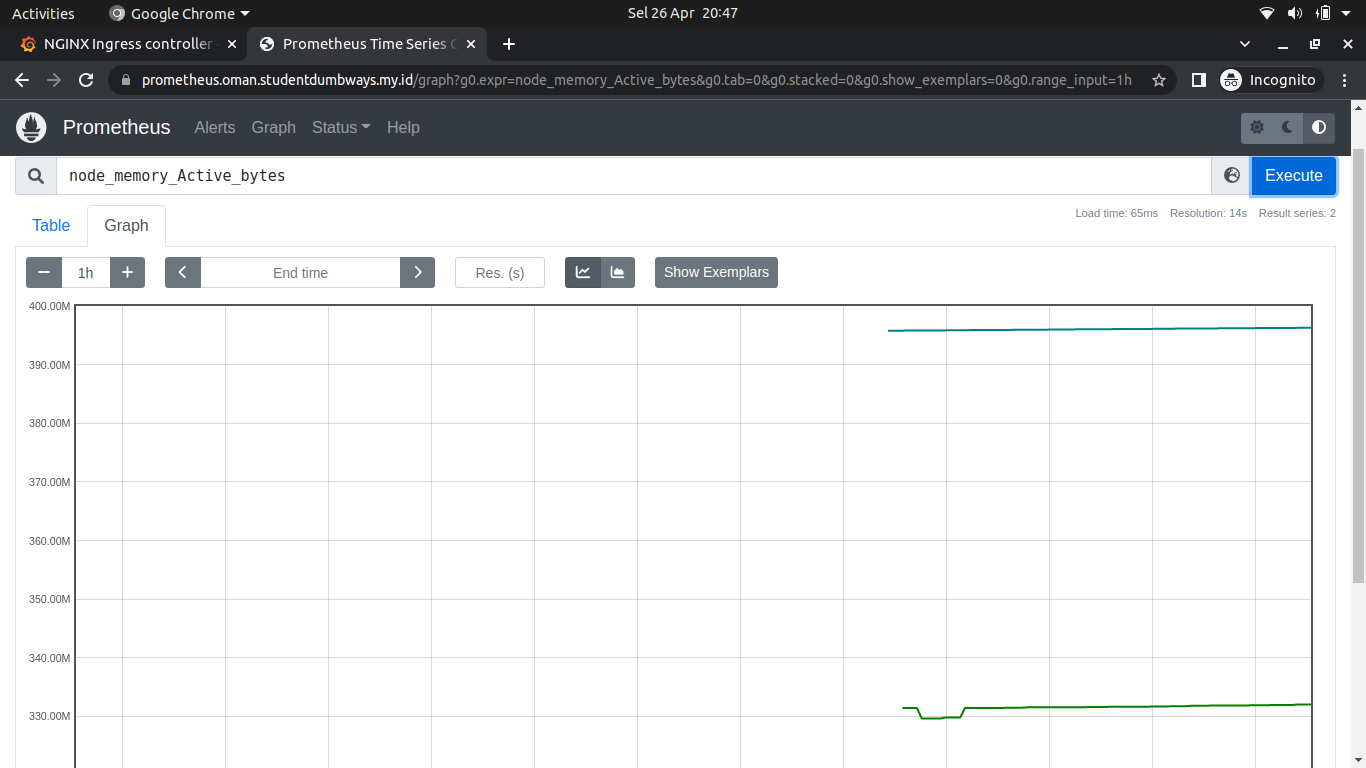 Activities Google Chrome Sel 26 Apr 20:47
NGINX Ingress controller - Prometheus Time Series C
prometheus.oman.studentdumbways.my.id/graph?g0.expr=node_memory_Active_bytes&g0.tab=0&g0.stacked=0&g0.show_exemplars=0&g0.range_input=1h Incognito
Prometheus Alerts Graph Status Help
node_memory_Active_bytes Execute
Table Graph Load time: 65ms Resolution: 14s Result series: 2
1h End time Res. (s) Show Exemplars
400.00M
390.00M
380.00M
370.00M
360.00M
350.00M
340.00M
330.00M